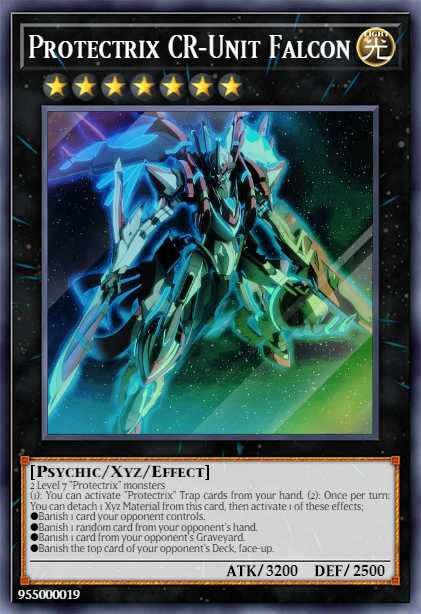 Protectrix CR-Unit Falcon
LIGHT
光
[Psychic/Xyz/Effect]
2 Level 7 "Protectrix" monsters
(1): You can activate "Protectrix" Trap cards from your hand. (2): Once per turn:
You can detach 1 Xyz Material from this card, then activate 1 of these effects;
●Banish 1 card your opponent controls.
●Banish 1 random card from your opponent's hand.
●Banish 1 card from your opponent's Graveyard.
●Banish the top card of your opponent's Deck, face-up.
ATK/3200 DEF/2500
955000019